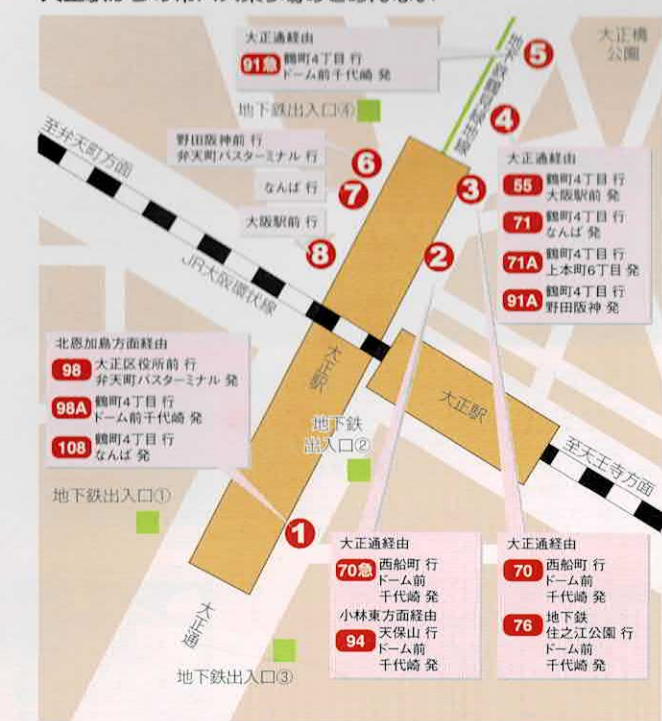 大正通経由
91急 鶴町4丁目 行
ドーム前千代崎 発
大正橋
公園
5
地下鉄出入口④
4
至弁天町方面
野田阪神前 行
弁天町バスターミナル 行
6
なんば 行
7
3
大阪駅前 行
8
2
大正通経由
55 鶴町4丁目 行
大阪駅前 発
71 鶴町4丁目 行
なんば 発
71A 鶴町4丁目 行
上本町6丁目 発
91A 鶴町4丁目 行
野田阪神 発
JR大阪環状線
北恩加島方面経由
98 大正区役所前 行
弁天町バスターミナル 発
98A 鶴町4丁目 行
ドーム前千代崎 発
108 鶴町4丁目 行
なんば 発
大正駅
大正駅
地下鉄
出入口②
至天王寺方面
地下鉄出入口①
1
大正通経由
70急 西船町 行
ドーム前
千代崎 発
小林東方面経由
94 天保山 行
ドーム前
千代崎 発
大正通経由
70 西船町 行
ドーム前
千代崎 発
76 地下鉄
住之江公園 行
ドーム前
千代崎 発
大正通
地下鉄出入口③